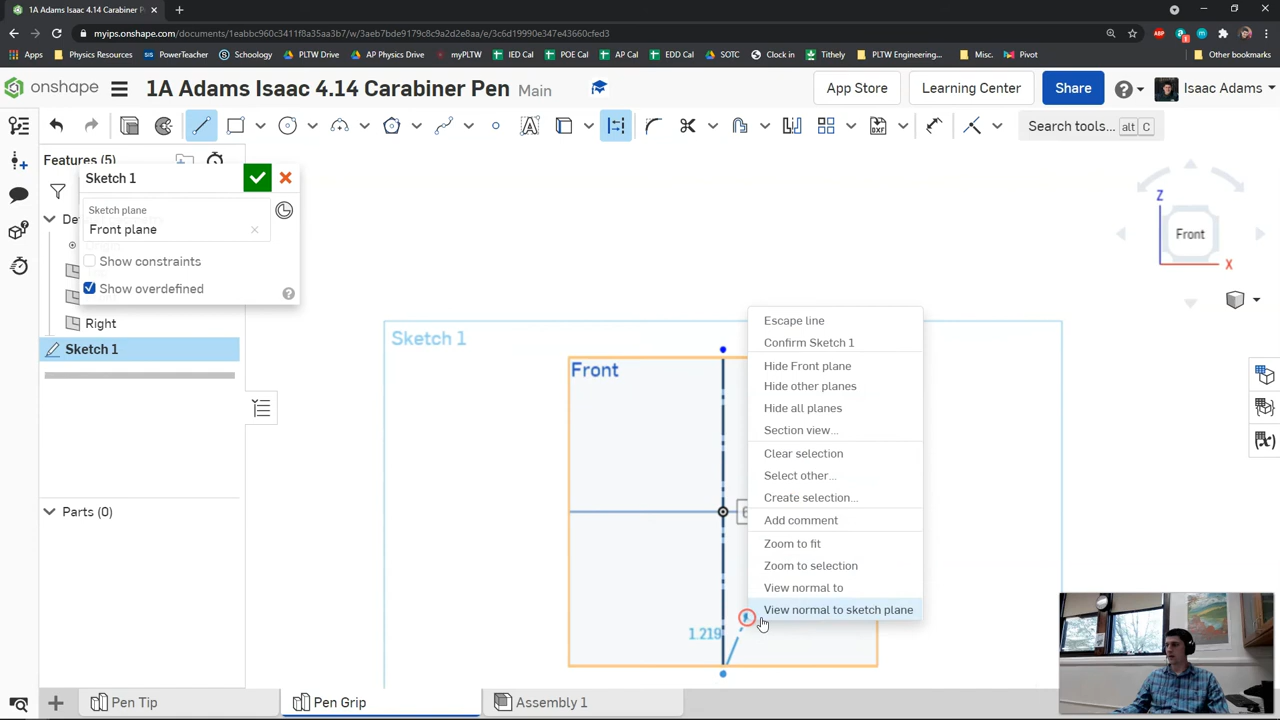 1A Adams Isaac 4.14 Carabiner Pen
myips.onshape.com/documents/1eabbc960c3411f8a35aa3b7/w/3aeb7bde9179c8c9a2d2e8aa/e/3c6d19990e347e43660ctrfd3
Apps Physics Resources PowerTeacher Schoology PLTW Drive AP Physics Drive myPLTW IED Cal POE Cal AP Cal EDD Cal SOTC Clock in Tithely PLTW Engineering... Misc. Pivot Other bookmarks
onshape 1A Adams Isaac 4.14 Carabiner Pen Main App Store Learning Center Share Isaac Adams
Search tools... alt C
Features (5)
Sketch 1
Sketch plane
Front plane
Show constraints
Show overdefined
Right
Sketch 1
Parts (0)
Z
Front
X
Sketch 1
Front
1.219
Escape line
Confirm Sketch 1
Hide Front plane
Hide other planes
Hide all planes
Section view...
Clear selection
Select other...
Create selection...
Add comment
Zoom to fit
Zoom to selection
View normal to
View normal to sketch plane
Pen Tip Pen Grip Assembly 1